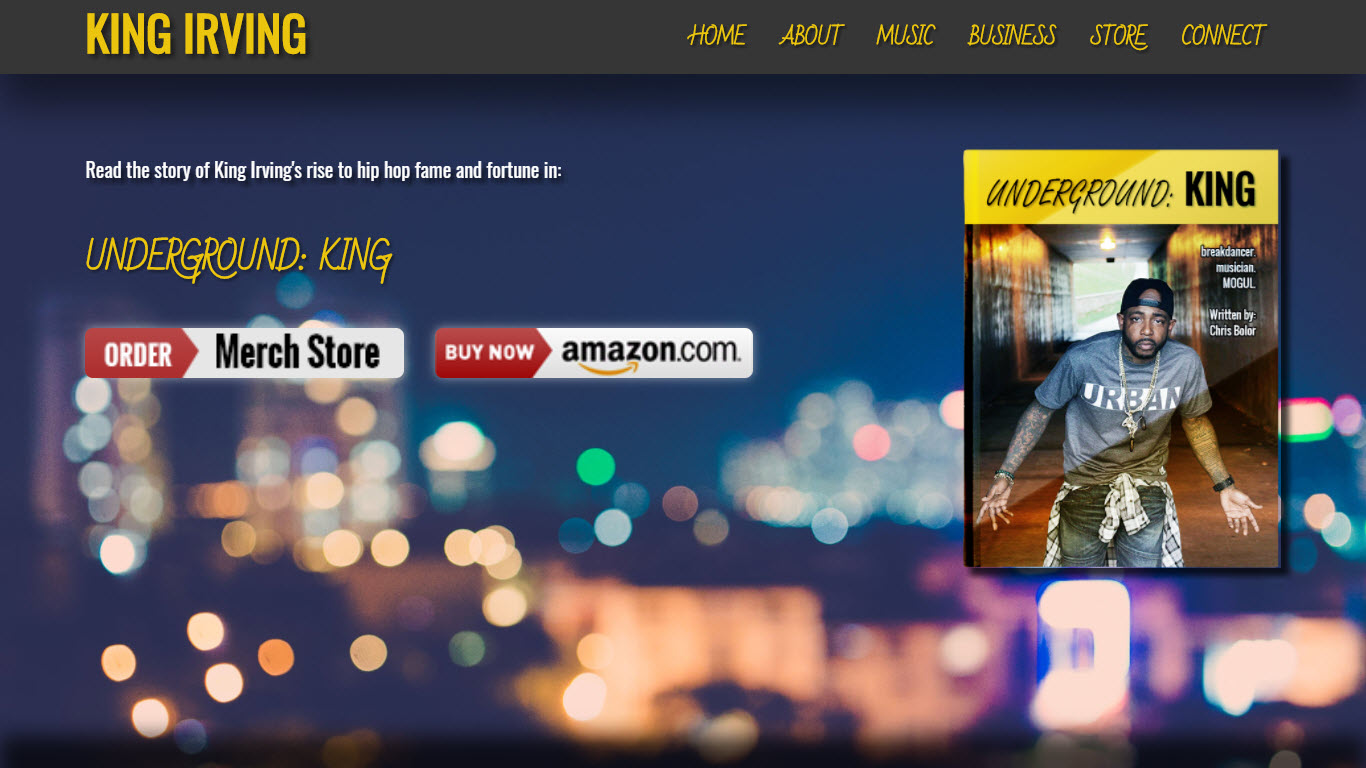 KING IRVING
HOME ABOUT MUSIC BUSINESS STORE CONNECT
Read the story of King Irving's rise to hip hop fame and fortune in:
UNDERGROUND: KING
ORDER Merch Store
BUY NOW amazon.com.
UNDERGROUND: KING
breakdancer.
musician.
MOGUL.
Written by:
Chris Bolor
URBAN